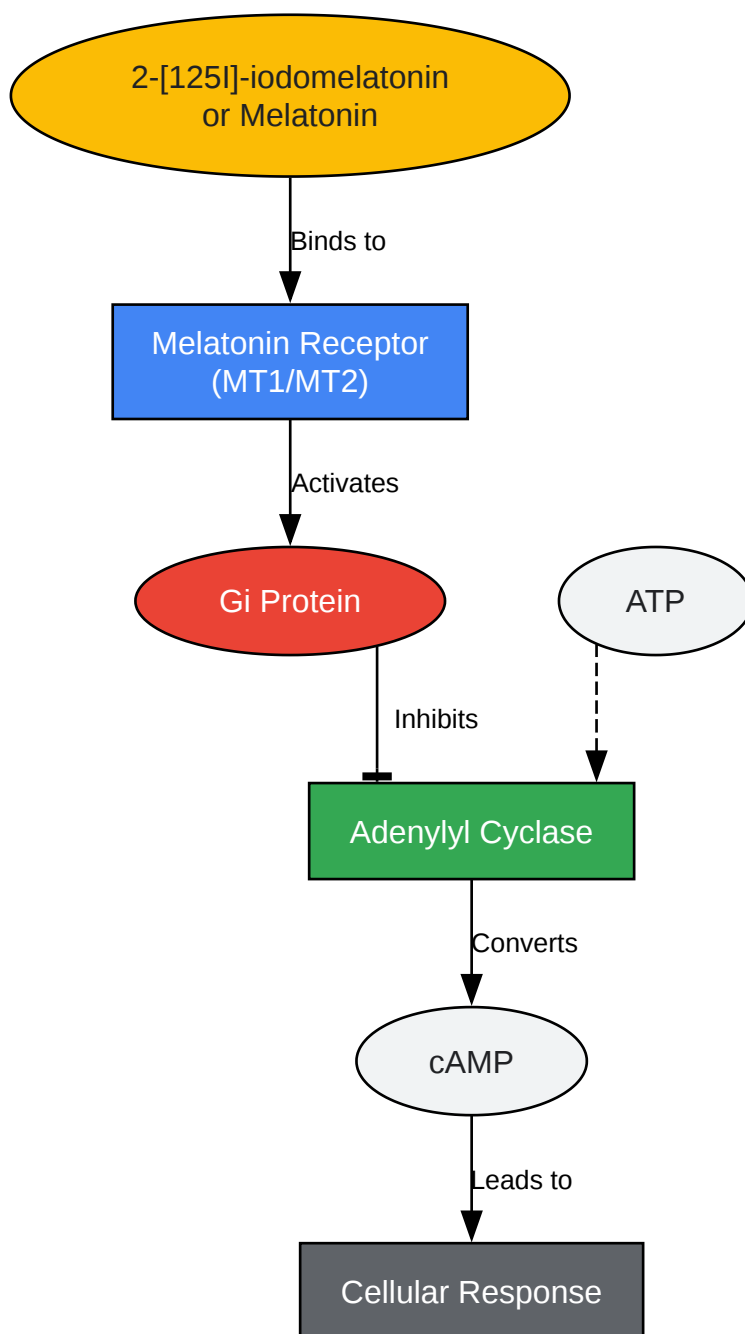 2-[125I]-iodomelatonin
or Melatonin
Binds to
Melatonin Receptor
(MT1/MT2)
Activates
Gi Protein
ATP
Inhibits
Adenylyl Cyclase
Converts
cAMP
Leads to
Cellular Response